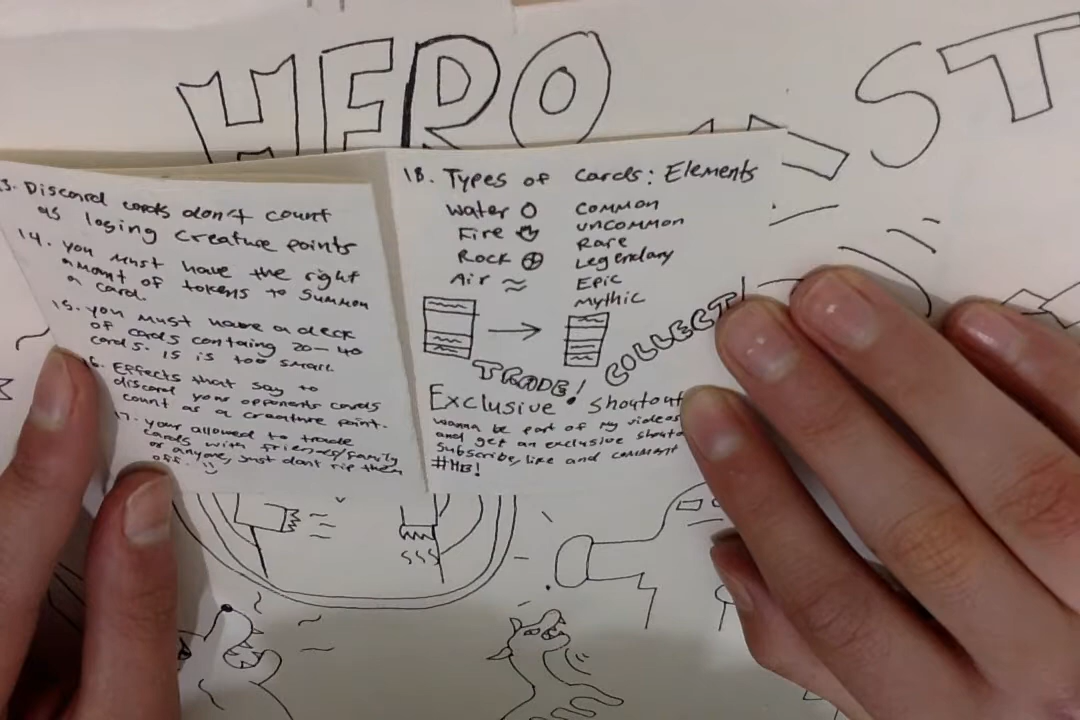 HERO
ST
3. Discard cards don't count
as losing creature points
14. you must have the right
amont of tokens to summon
a card.
15. you must have a deck
of cards containg 20-40
cards. 15 is too small.
6. Effects that say to
discard your opponents cards
count as a creature point.
17. your allowed to trade
cards with friends/family
or anyone, just dont rip them
off. :)
18. Types of cards: Elements
Water
Fire
Rock
Air
COMMON
UNCOMMON
Rare
Legendary
Epic
Mythic
TRADE!
COLLECT!
Exclusive Shoutout
wanna be part of my videos
and get an exclusive shouto
Subscribe, like and comment
#HB!